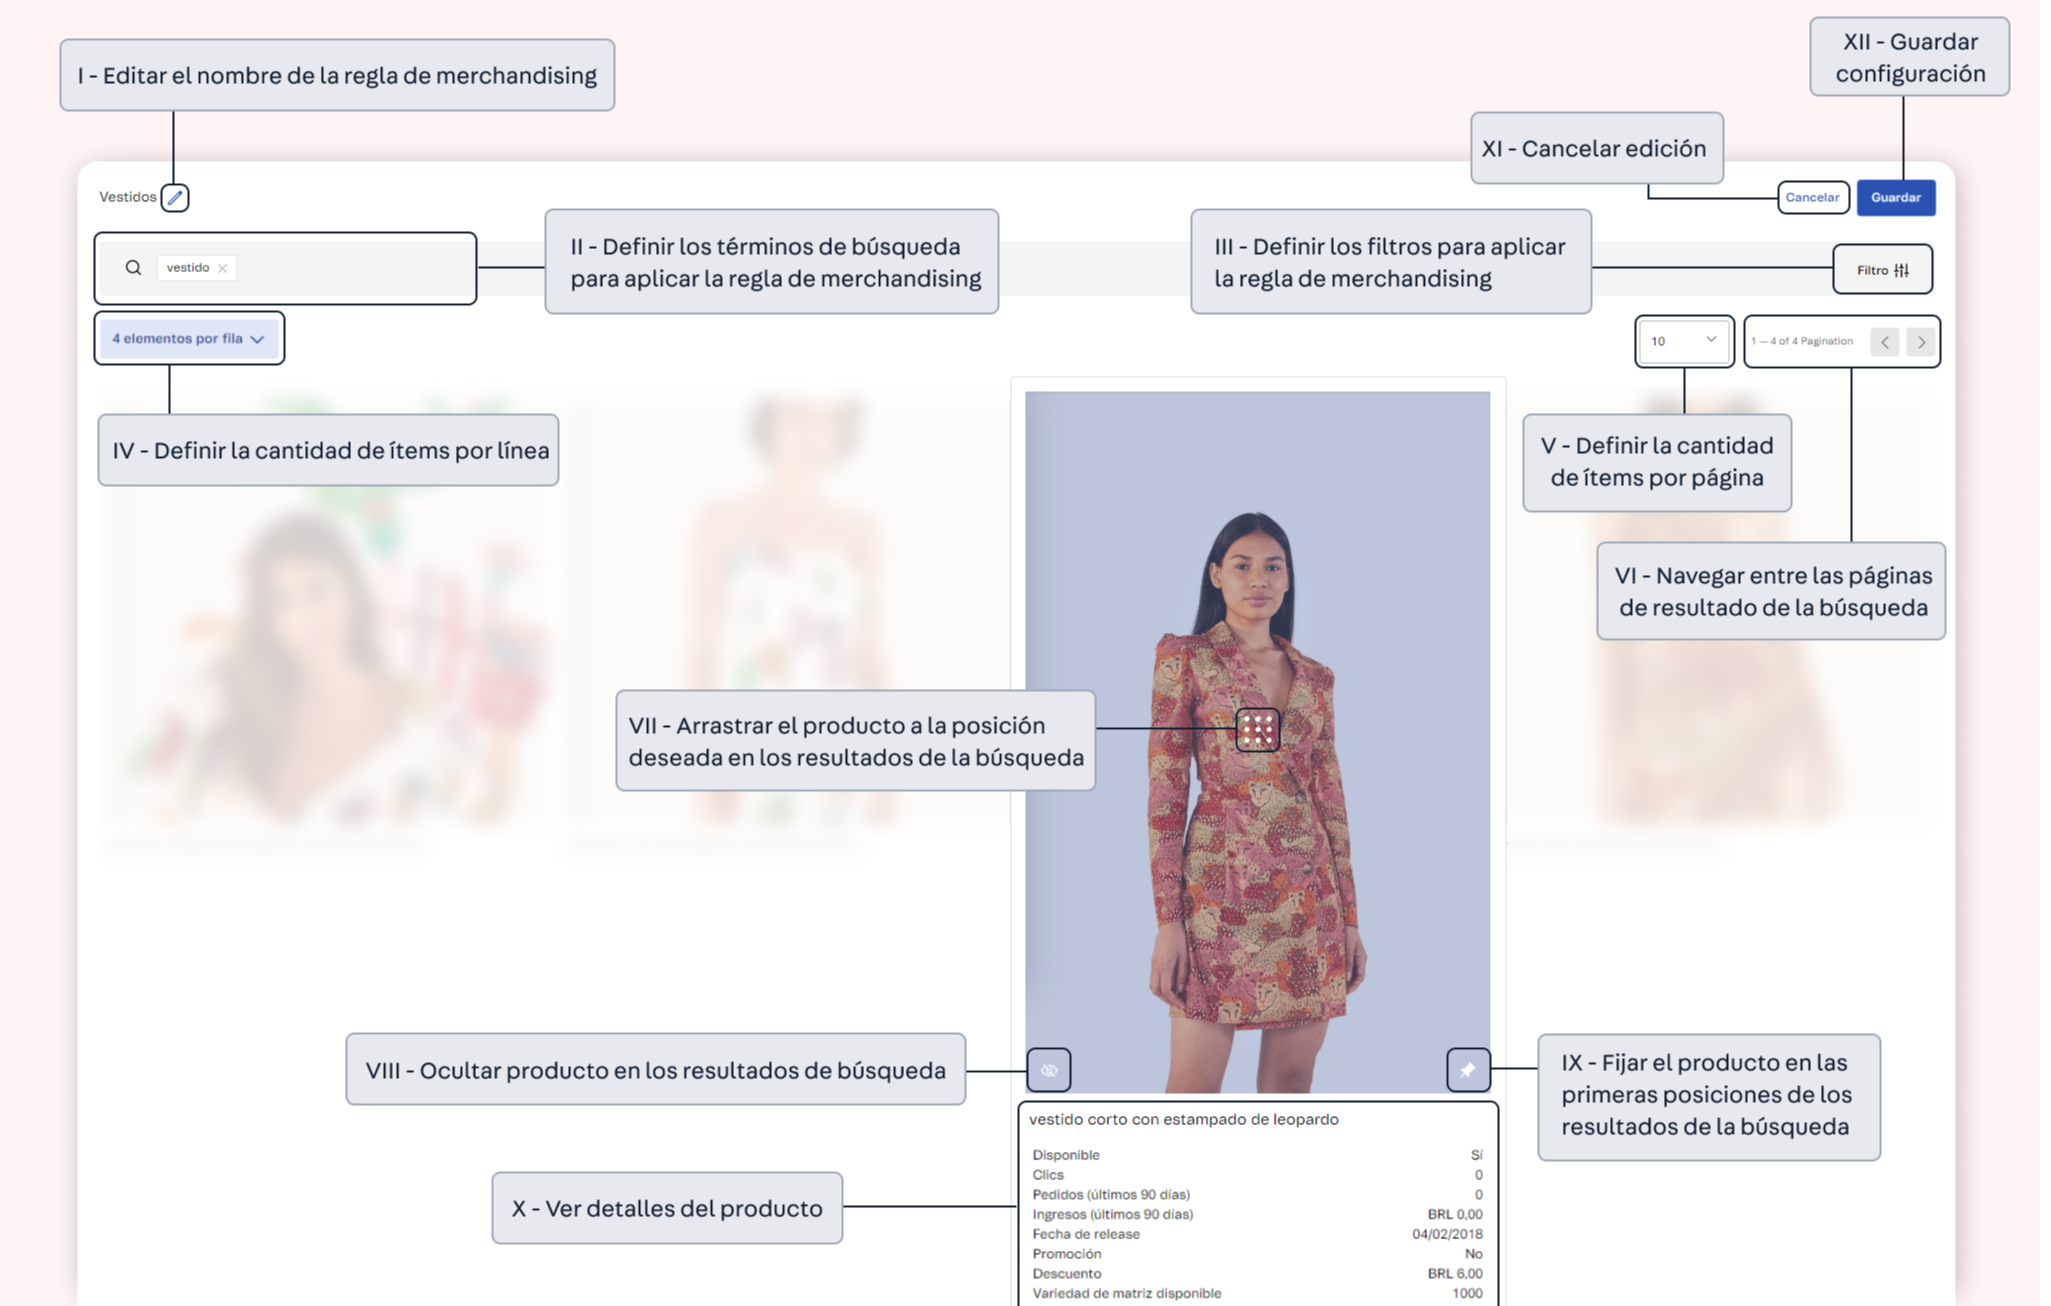 XII - Guardar
configuración
I - Editar el nombre de la regla de merchandising
XI - Cancelar edición
Vestidos
Cancelar
Guardar
II - Definir los términos de búsqueda
para aplicar la regla de merchandising
III - Definir los filtros para aplicar
la regla de merchandising
vestido
Filtro
4 elementos por fila
10
1 – 4 of 4 Pagination
IV - Definir la cantidad de ítems por línea
V - Definir la cantidad
de ítems por página
VI - Navegar entre las páginas
de resultado de la búsqueda
VII - Arrastrar el producto a la posición
deseada en los resultados de la búsqueda
VIII - Ocultar producto en los resultados de búsqueda
IX - Fijar el producto en las
primeras posiciones de los
resultados de la búsqueda
vestido corto con estampado de leopardo
X - Ver detalles del producto
Disponible Sí
Clics 0
Pedidos (últimos 90 días) 0
Ingresos (últimos 90 días) BRL 0,00
Fecha de release 04/02/2018
Promoción No
Descuento BRL 6,00
Variedad de matriz disponible 1000